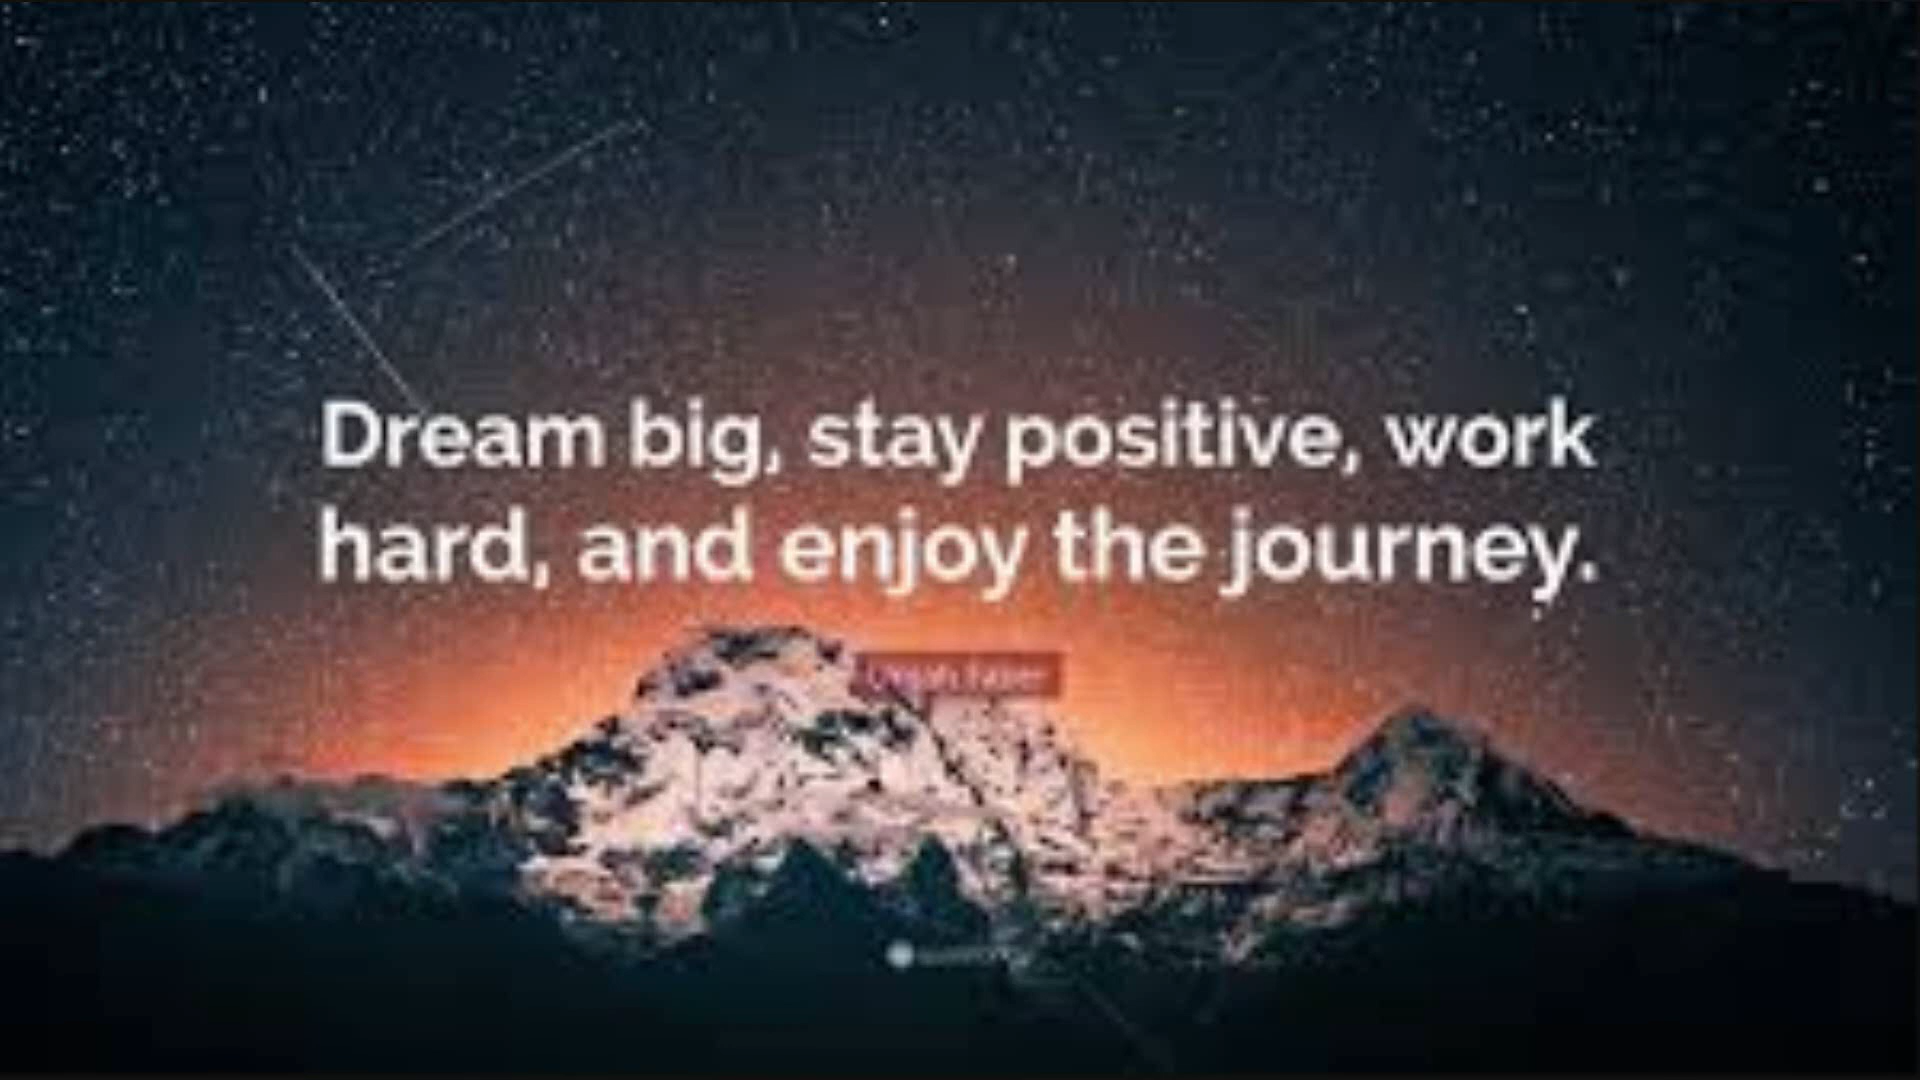 Dream big, stay positive, work
hard, and enjoy the journey.